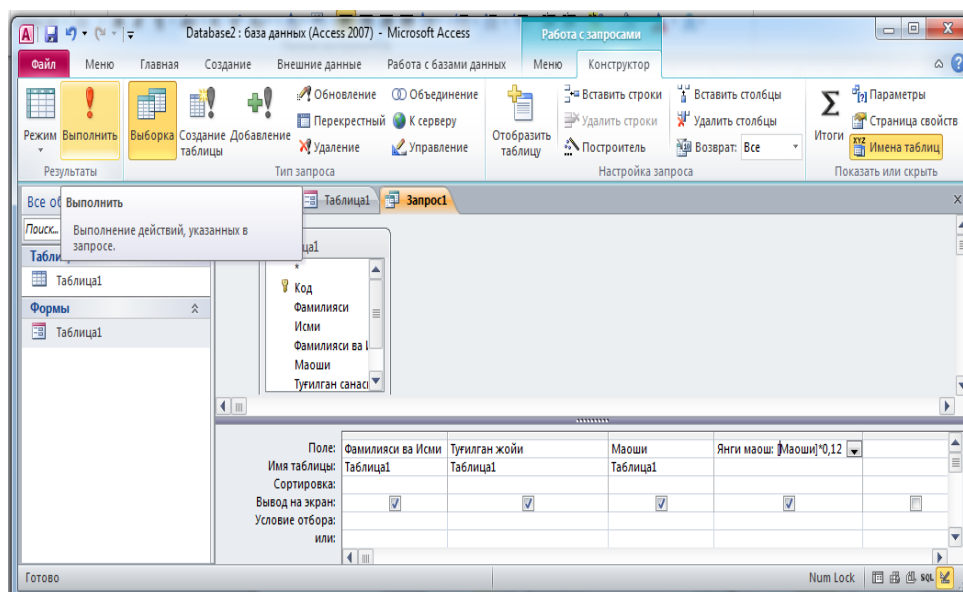 Database2 : база данных (Access 2007) - Microsoft Access
Работа с запросами
Файл Меню Главная Создание Внешние данные Работа с базами данных Меню Конструктор
Режим Выполнить Выборка Создание таблицы Добавление
Обновление Объединение
Перекрестный К серверу
Удаление Управление
Отобразить таблицу
Вставить строки Вставить столбцы
Удалить строки Удалить столбцы
Построитель Возврат: Все
Итоги
Параметры
Страница свойств
Имена таблиц
Результаты Тип запроса Настройка запроса Показать или скрыть
Все Таблица1 Запрос1
Выполнить
Выполнение действий, указанных в
запросе.
Поиск...
Таблица1
Формы
Таблица1
*
Код
Фамилияси
Исми
Фамилияси ва
Маоши
Туғилган
Поле: Фамилияси ва Исми Туғилган жойи Маоши Янги маош: [Маоши]*0,12
Имя таблицы: Таблица1 Таблица1 Таблица1
Сортировка:
Вывод на экран:
Условие отбора:
или:
Готово Num Lock SQL